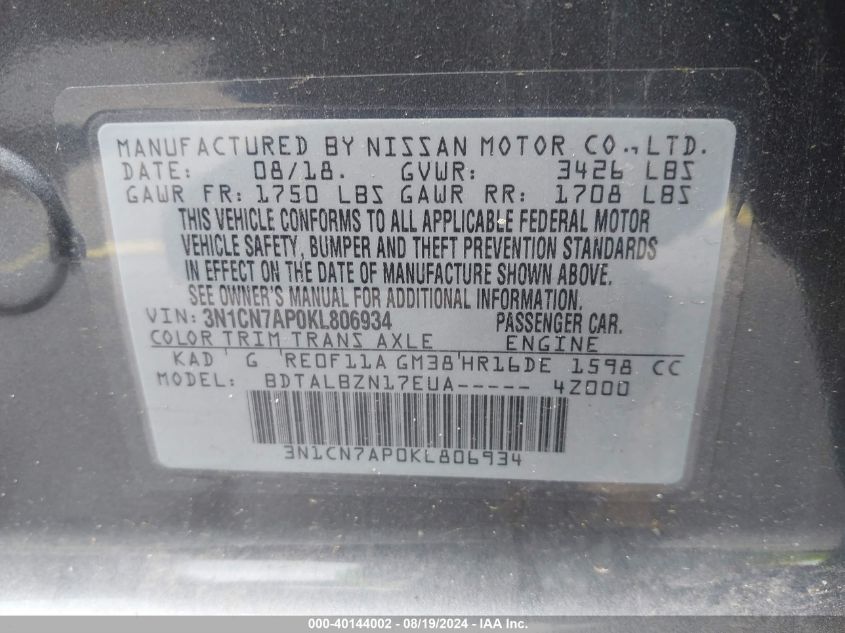 MANUFACTURED BY NISSAN MOTOR CO., LTD.
DATE: 08/18. GVWR: 3426 LBS
GAWR FR: 1750 LBS GAWR RR: 1708 LBS
THIS VEHICLE CONFORMS TO ALL APPLICABLE FEDERAL MOTOR
VEHICLE SAFETY, BUMPER AND THEFT PREVENTION STANDARDS
IN EFFECT ON THE DATE OF MANUFACTURE SHOWN ABOVE.
SEE OWNER'S MANUAL FOR ADDITIONAL INFORMATION.
VIN: 3N1CN7AP0KL806934 PASSENGER CAR.
COLOR TRIM TRANS AXLE ENGINE
KAD G RE0F11A GM38 HR16DE 1598 CC
MODEL: BDTALBZN17EUA----- 4Z000
3N1CN7AP0KL806934
000-40144002 - 08/19/2024 - IAA Inc.